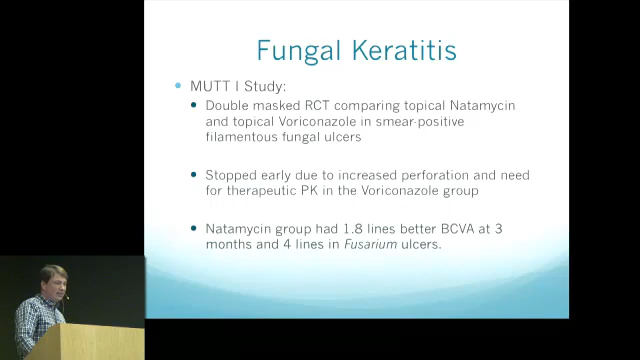 Fungal Keratitis
MUTT I Study:
Double masked RCT comparing topical Natamycin
and topical Voriconazole in smear-positive
filamentous fungal ulcers
Stopped early due to increased perforation and need
for therapeutic PK in the Voriconazole group
Natamycin group had 1.8 lines better BCVA at 3
months and 4 lines in Fusarium ulcers.